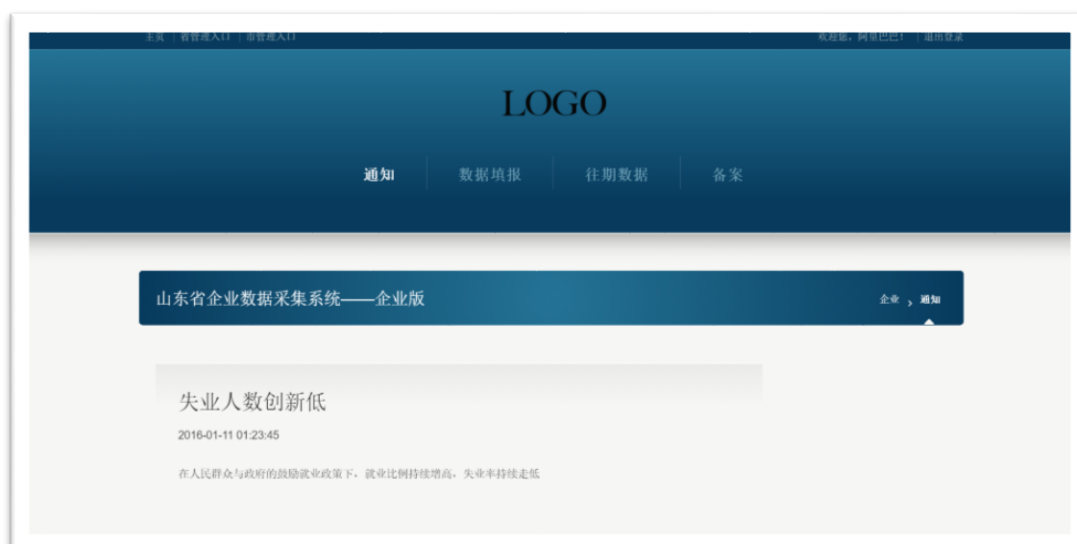 主页 | 省管理入口 | 市管理入口
欢迎您，阿里巴巴！ | 退出登录
LOGO
通知 数据填报 往期数据 备案
山东省企业数据采集系统——企业版
企业 > 通知
失业人数创新低
2016-01-11 01:23:45
在人民群众与政府的鼓励就业政策下，就业比例持续增高，失业率持续走低